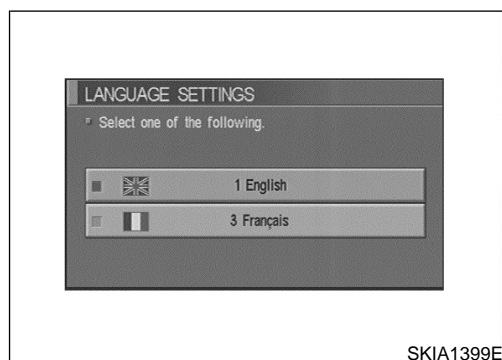 LANGUAGE SETTINGS
Select one of the following.
1 English
3 Français
SKIA1399E